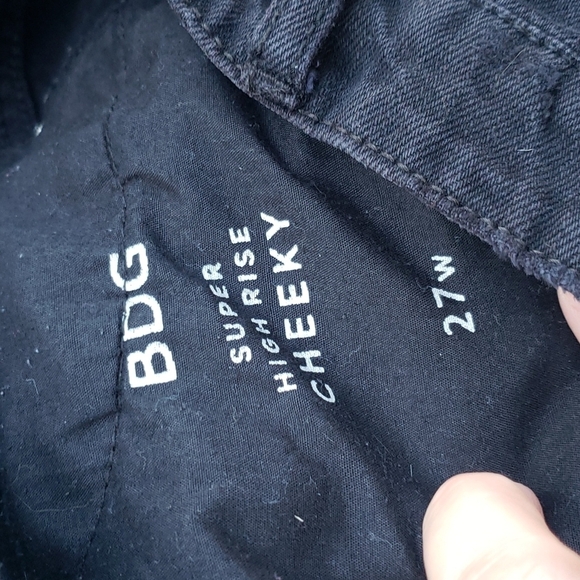 BDG
SUPER
HIGH RISE
CHEEKY
27W